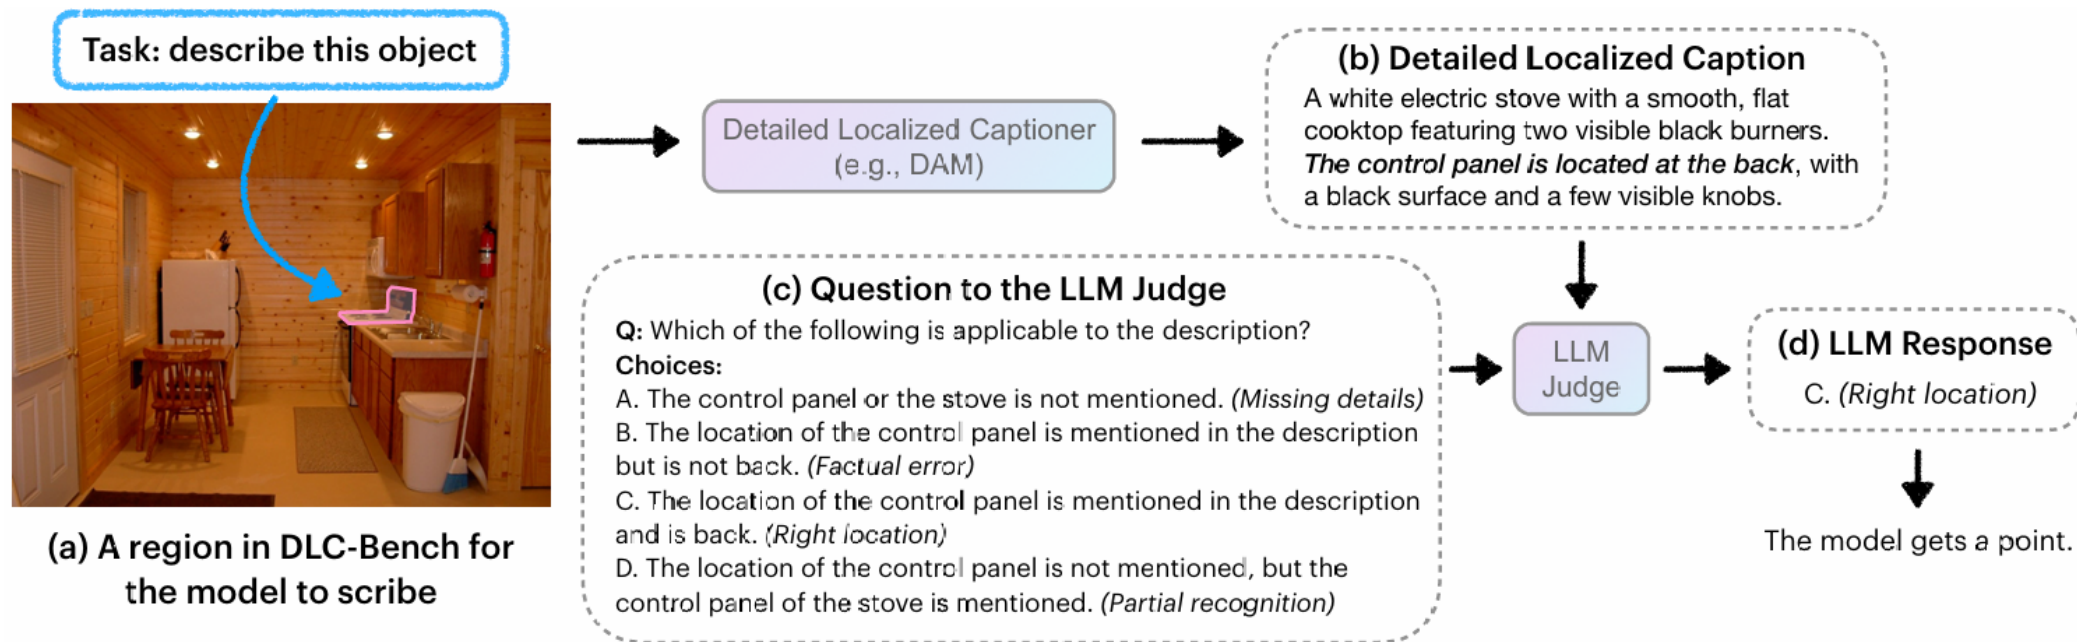 Task: describe this object
(a) A region in DLC-Bench for
the model to scribe
Detailed Localized Captioner
(e.g., DAM)
(b) Detailed Localized Caption
A white electric stove with a smooth, flat
cooktop featuring two visible black burners.
The control panel is located at the back, with
a black surface and a few visible knobs.
(c) Question to the LLM Judge
Q: Which of the following is applicable to the description?
Choices:
A. The control panel or the stove is not mentioned. (Missing details)
B. The location of the control panel is mentioned in the description
but is not back. (Factual error)
C. The location of the control panel is mentioned in the description
and is back. (Right location)
D. The location of the control panel is not mentioned, but the
control panel of the stove is mentioned. (Partial recognition)
LLM
Judge
(d) LLM Response
C. (Right location)
The model gets a point.